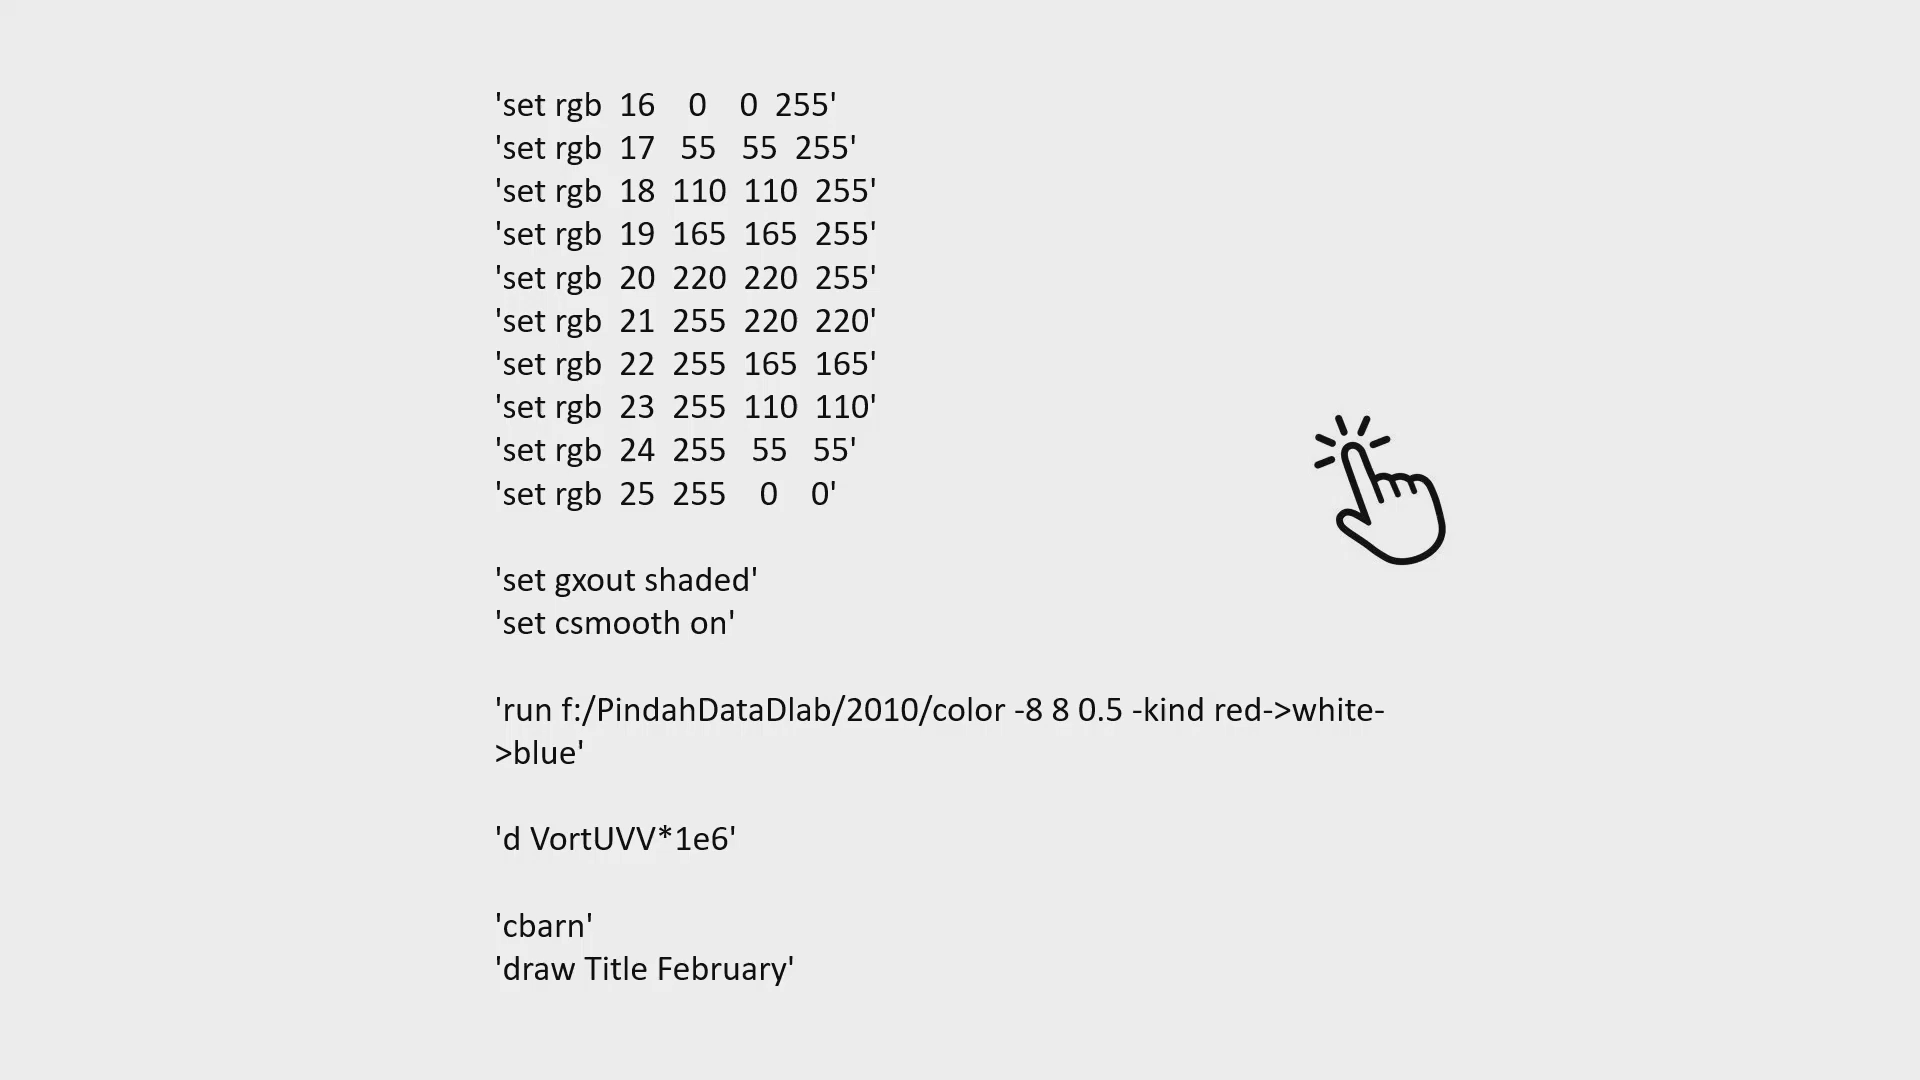 'set rgb  16    0    0  255'
'set rgb  17   55   55  255'
'set rgb  18  110  110  255'
'set rgb  19  165  165  255'
'set rgb  20  220  220  255'
'set rgb  21  255  220  220'
'set rgb  22  255  165  165'
'set rgb  23  255  110  110'
'set rgb  24  255   55   55'
'set rgb  25  255    0    0'
'set gxout shaded'
'set csmooth on'
'run f:/PindahDataDlab/2010/color -8 8 0.5 -kind red->white-
>blue'
'd VortUVV*1e6'
'cbarn'
'draw Title February'